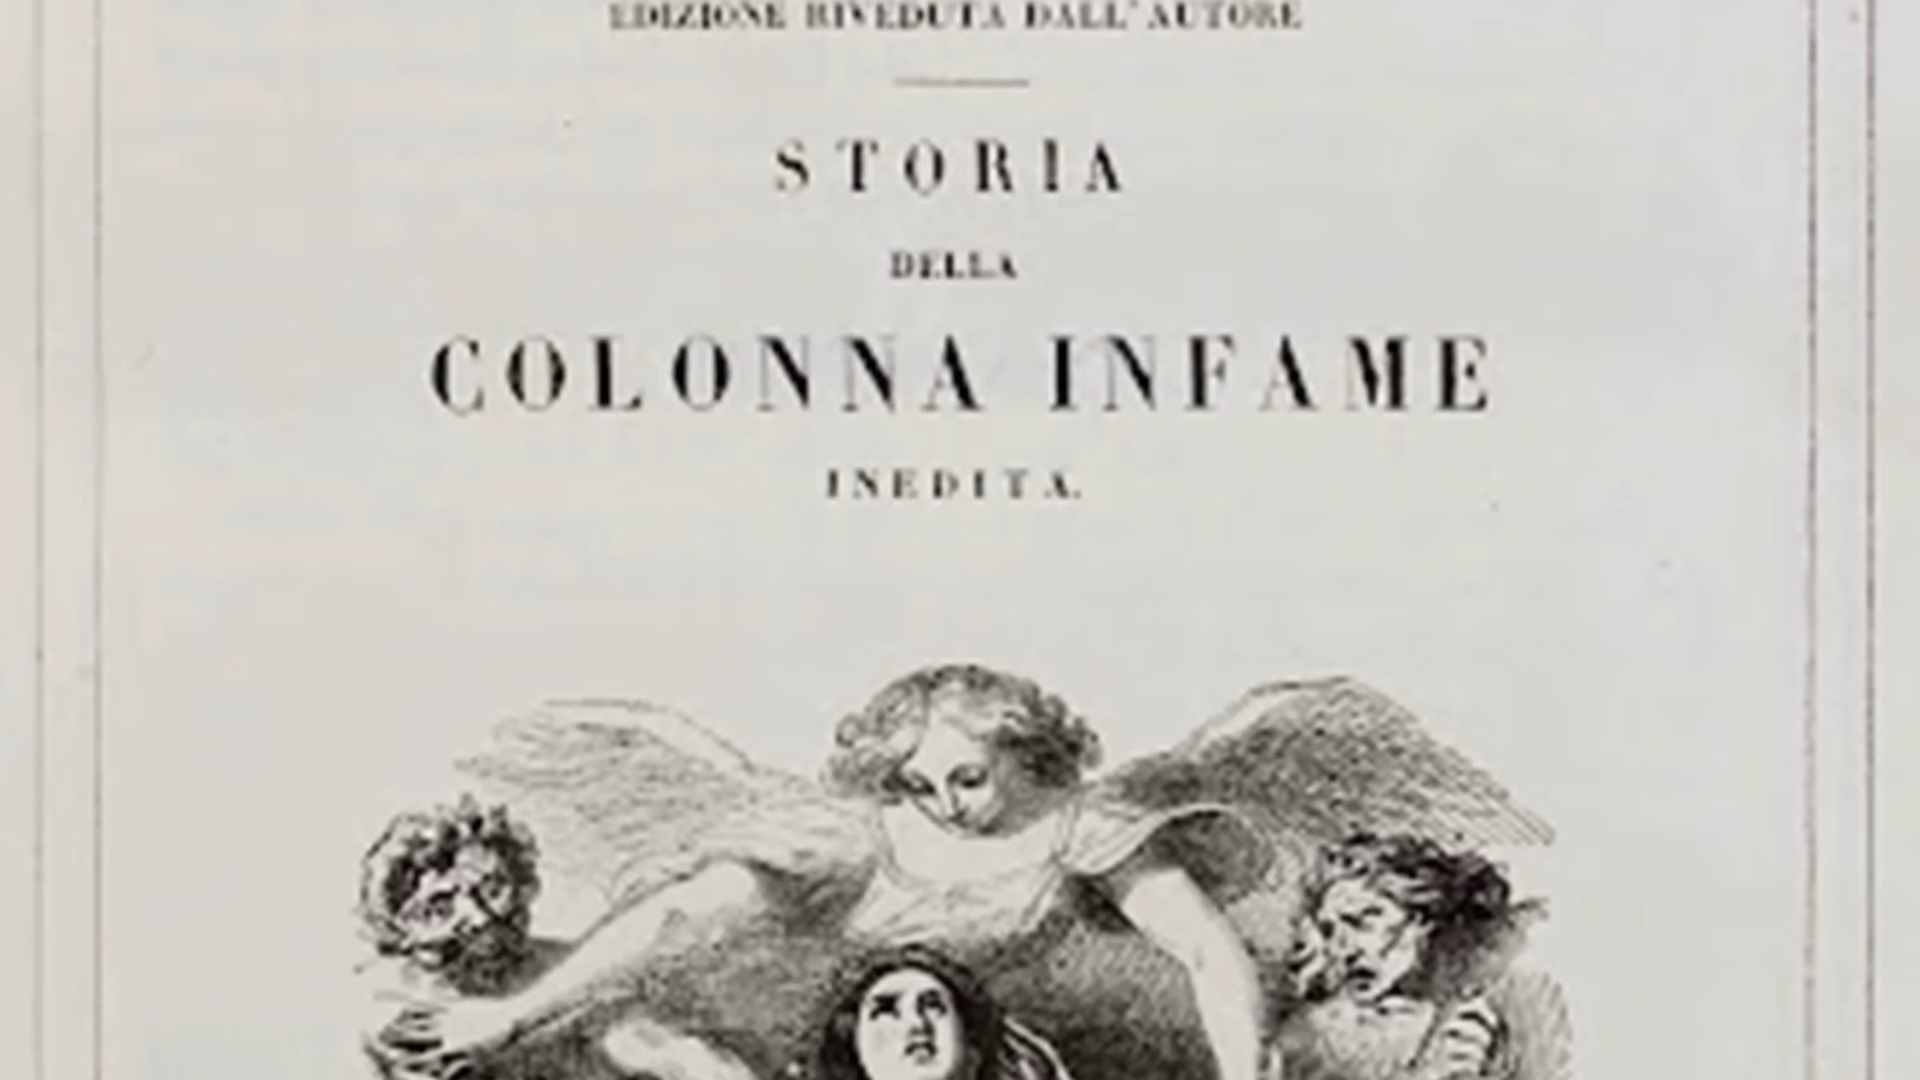 EDIZIONE RIVEDUTA DALL'AUTORE
STORIA
DELLA
COLONNA INFAME
INEDITA.